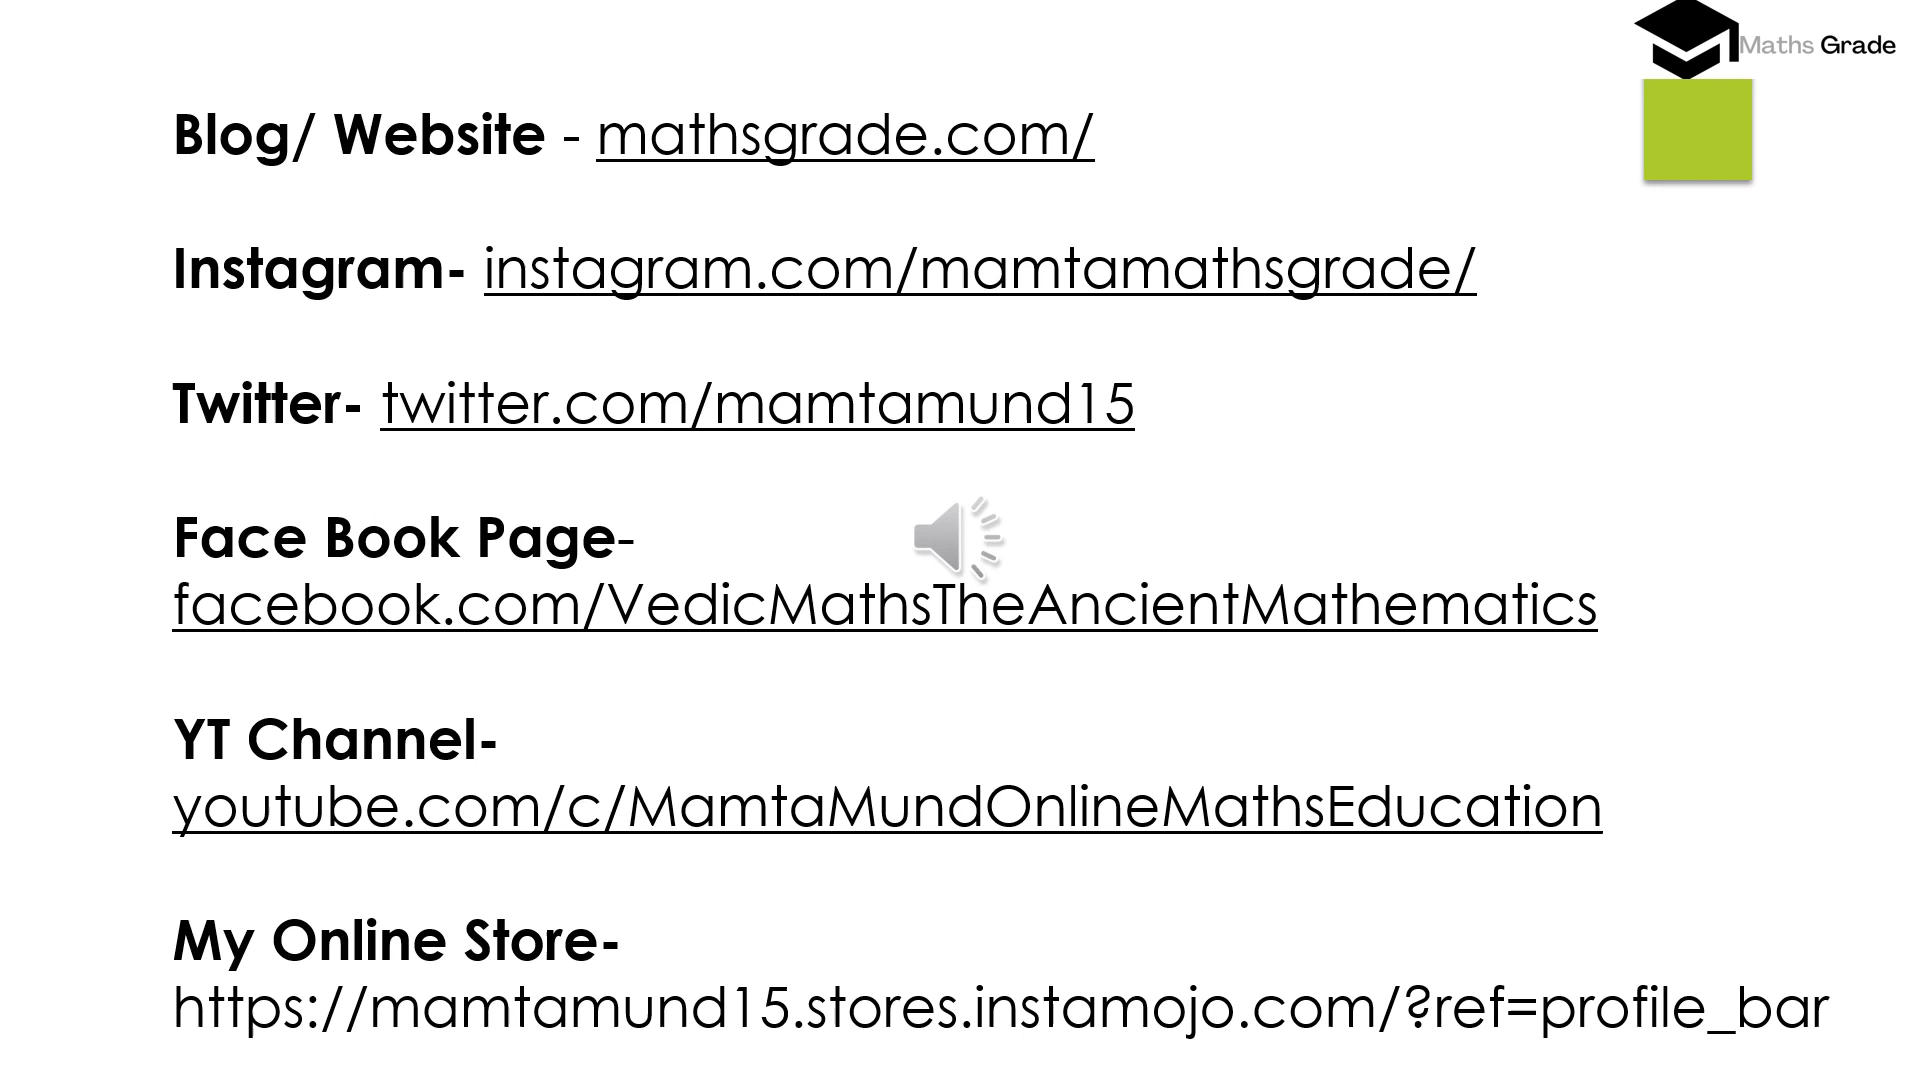 Maths Grade
Blog/ Website - mathsgrade.com/
Instagram- instagram.com/mamtamathsgrade/
Twitter- twitter.com/mamtamund15
Face Book Page-
facebook.com/VedicMathsTheAncientMathematics
YT Channel-
youtube.com/c/MamtaMundOnlineMathsEducation
My Online Store-
https://mamtamund15.stores.instamojo.com/?ref=profile_bar